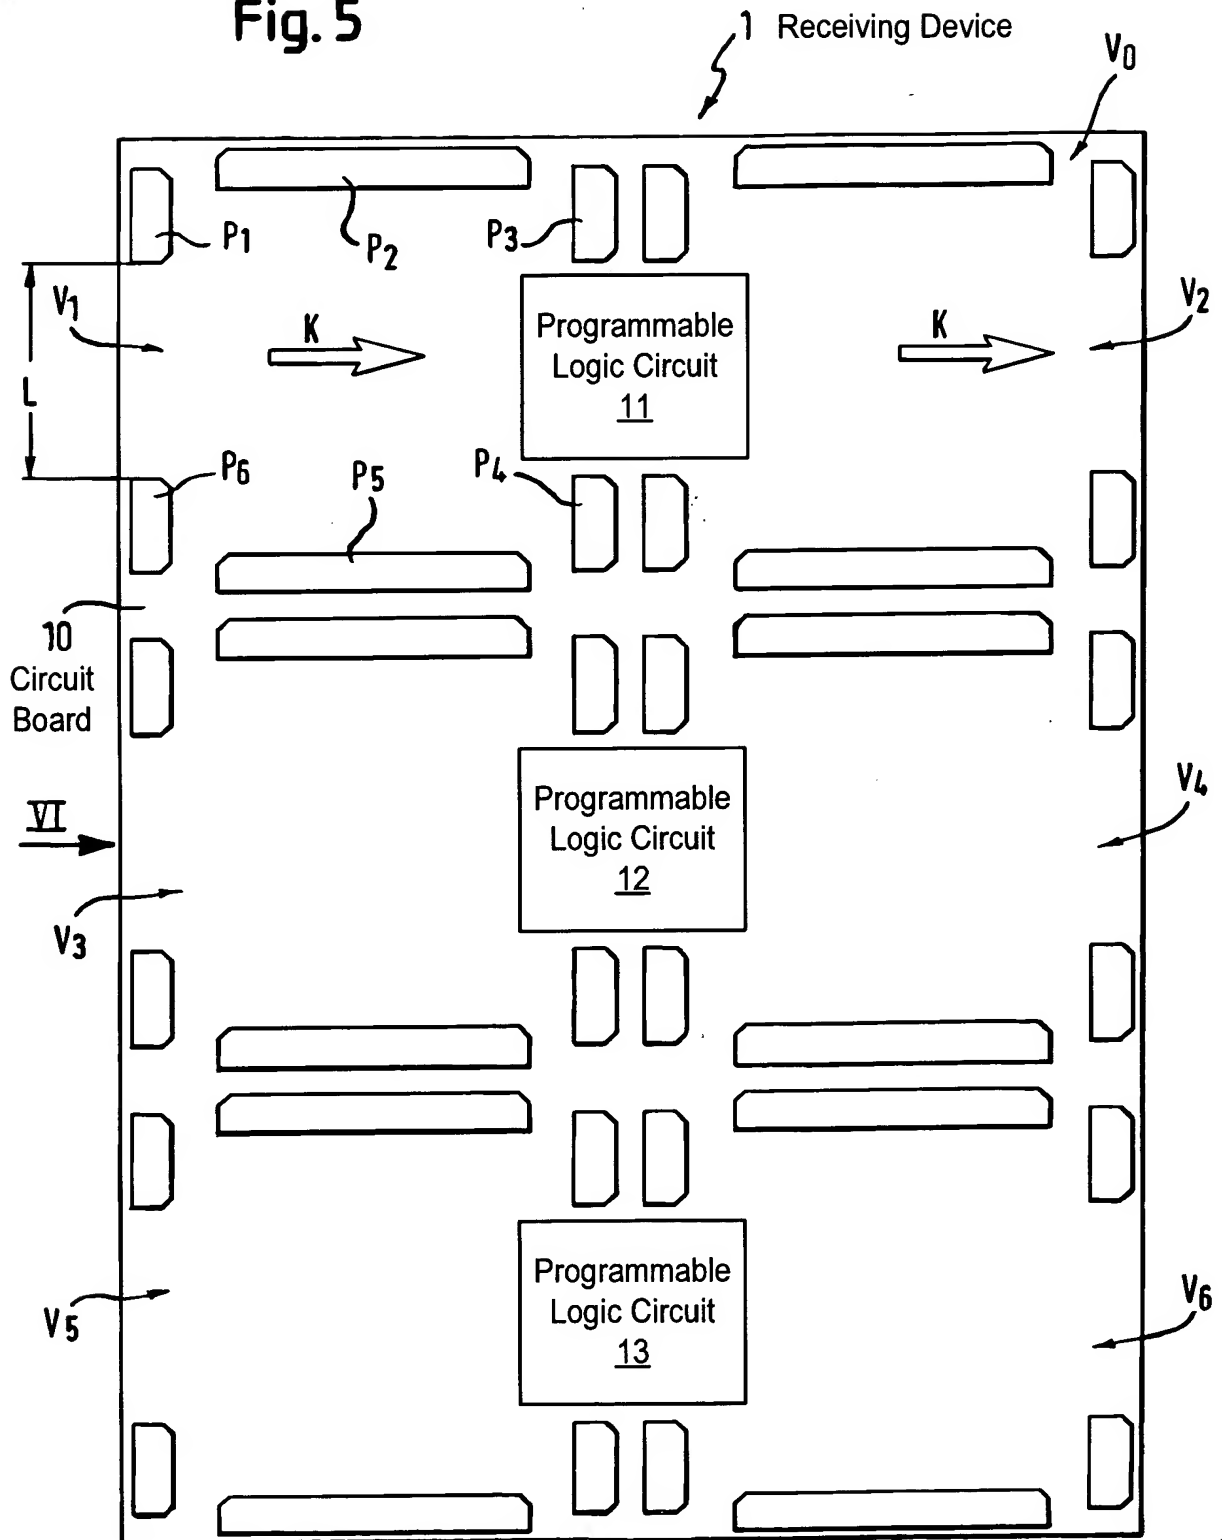 Fig. 5
1 Receiving Device
V0
P1
P2
P3
V1
K
K
V2
L
Programmable
Logic Circuit
11
P6
P5
P4
10
Circuit
Board
VI
Programmable
Logic Circuit
12
V4
V3
Programmable
Logic Circuit
13
V5
V6